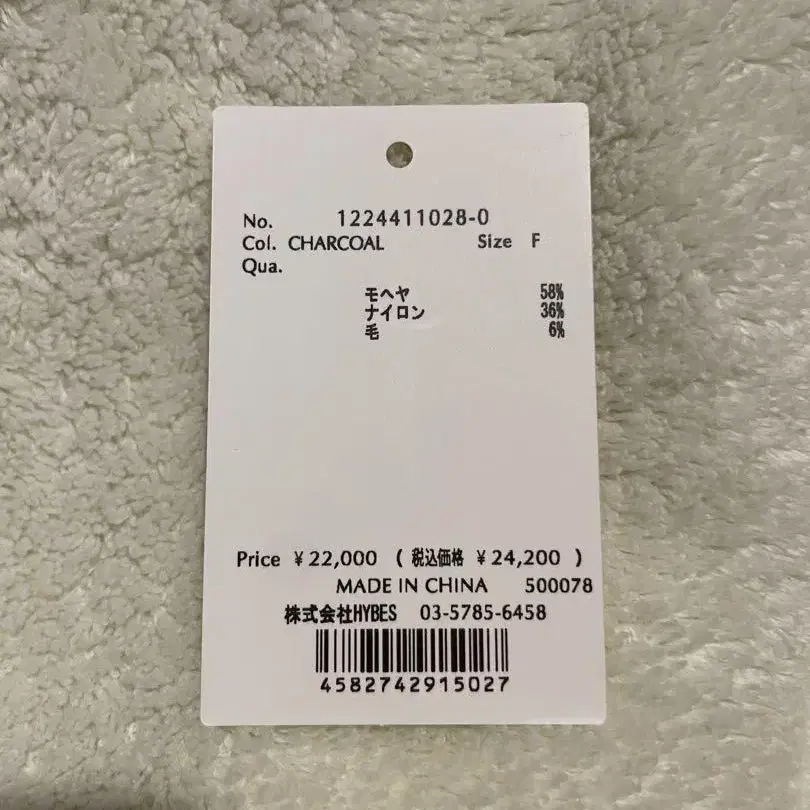 No. 1224411028-0
Col. CHARCOAL Size F
Qua.
モヘヤ 58%
ナイロン 36%
毛 6%
Price ¥22,000 ( 税込価格 ¥24,200 )
MADE IN CHINA 500078
株式会社HYBES 03-5785-6458
4582742915027